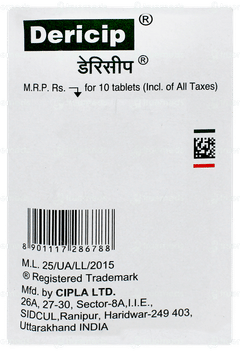 Dericip ®
डेरिसीप ®
M.R.P. Rs. for 10 tablets (Incl. of All Taxes)
8 901117 286788
M.L. 25/UA/LL/2015
® Registered Trademark
Mfd. by CIPLA LTD.
26A, 27-30, Sector-8A,I.I.E.,
SIDCUL,Ranipur, Haridwar-249 403,
Uttarakhand INDIA